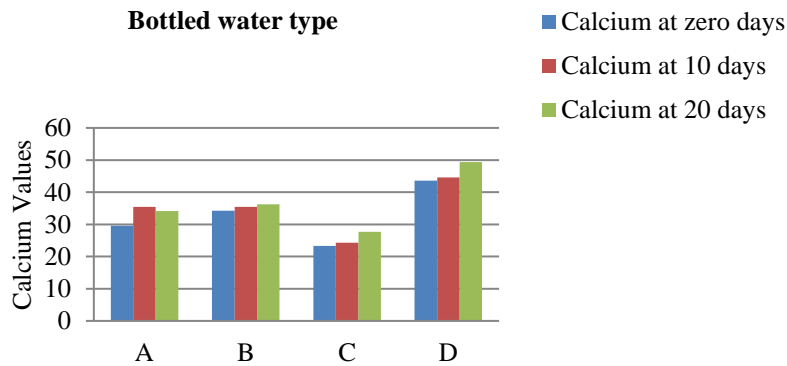 Bottled water type
Calcium at zero days
Calcium at 10 days
Calcium at 20 days
Calcium Values
60
50
40
30
20
10
0
A B C D